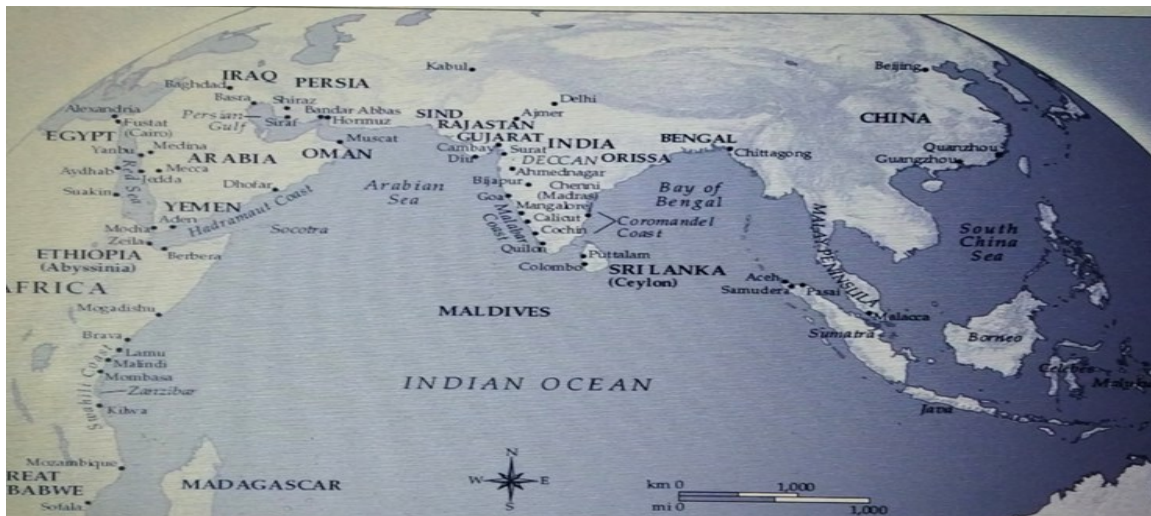 Kabul
Beijing
IRAQ
PERSIA
Baghdad
Basra
Shiraz
Bandar Abbas
Hormuz
Siraf
Persian
Gulf
Alexandria
Fustat
(Cairo)
EGYPT
Yanbu
Medina
ARABIA
OMAN
Muscat
Aydhab
Red Sea
Mecca
Jedda
Suakin
Dhofar
Hadramaut Coast
YEMEN
Aden
Mocha
Zeila
Berbera
Socotra
ETHIOPIA
(Abyssinia)
AFRICA
Mogadishu
Brava
Lamu
Malindi
Mombasa
Zanzibar
Kilwa
Swahili Coast
Mozambique
REAT
BABWE
Sofala
MADAGASCAR
Arabian
Sea
SIND
RAJASTAN
GUJARAT
Delhi
Ajmer
INDIA
Cambay
Diu
Surat
DECCAN
ORISSA
BENGAL
Chittagong
Ahmednagar
Bijapur
Chenni
(Madras)
Goa
Mangalore
Calicut
Cochin
Malabar
Coast
Quilon
Coromandel
Coast
Bay of
Bengal
Puttalam
Colombo
SRI LANKA
(Ceylon)
MALDIVES
INDIAN OCEAN
CHINA
Quanzhou
Guangzhou
South
China
Sea
MALAY PENINSULA
Aceh
Samudera
Pasai
Malacca
Sumatra
Borneo
Celebes
Java
N
W
E
S
km 0
1,000
mi 0
1,000